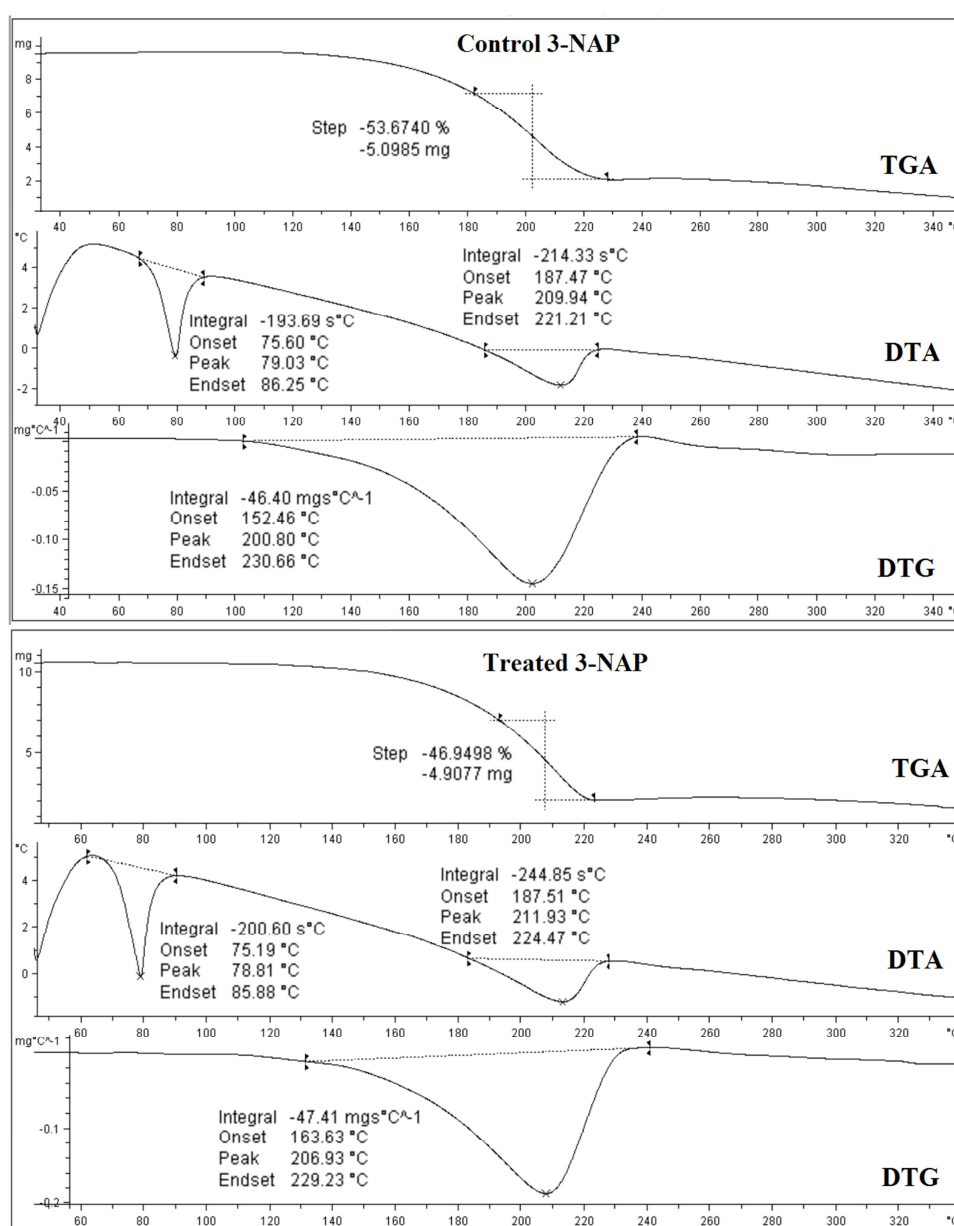 Control 3-NAP
mg
8
6
4
2
Step -53.6740 %
-5.0985 mg
TGA
40 60 80 100 120 140 160 180 200 220 240 260 280 300 320 340 °C
°C
4
2
0
-2
Integral -193.69 s°C
Onset 75.60 °C
Peak 79.03 °C
Endset 86.25 °C
Integral -214.33 s°C
Onset 187.47 °C
Peak 209.94 °C
Endset 221.21 °C
DTA
40 60 80 100 120 140 160 180 200 220 240 260 280 300 320 340
mg°C^-1
-0.05
-0.10
-0.15
Integral -46.40 mgs°C^-1
Onset 152.46 °C
Peak 200.80 °C
Endset 230.66 °C
DTG
40 60 80 100 120 140 160 180 200 220 240 260 280 300 320 340 °C
Treated 3-NAP
mg
10
5
Step -46.9498 %
-4.9077 mg
TGA
60 80 100 120 140 160 180 200 220 240 260 280 300 320
°C
4
2
0
Integral -200.60 s°C
Onset 75.19 °C
Peak 78.81 °C
Endset 85.88 °C
Integral -244.85 s°C
Onset 187.51 °C
Peak 211.93 °C
Endset 224.47 °C
DTA
60 80 100 120 140 160 180 200 220 240 260 280 300 320
mg°C^-1
-0.1
-0.2
Integral -47.41 mgs°C^-1
Onset 163.63 °C
Peak 206.93 °C
Endset 229.23 °C
DTG
60 80 100 120 140 160 180 200 220 240 260 280 300 320